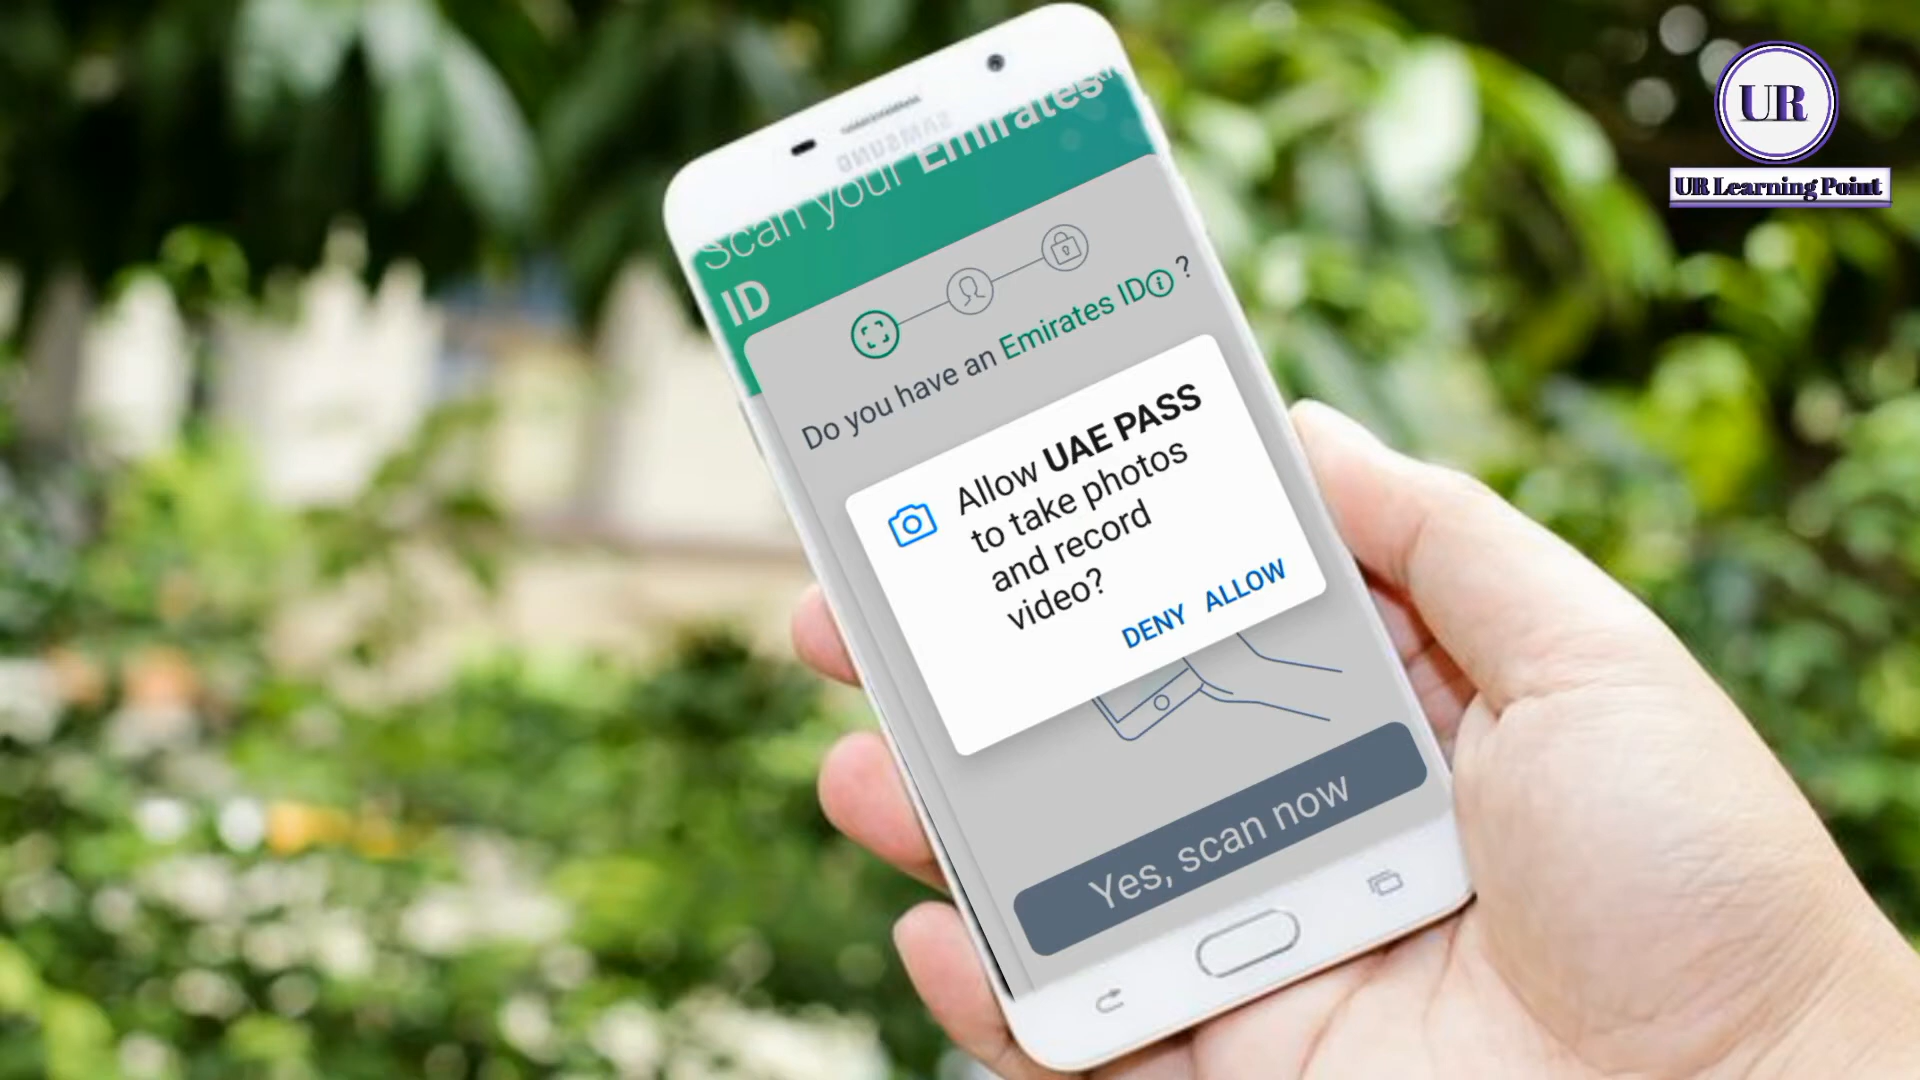 UR
UR Learning Point
SAMSUNG
Scan your Emirates
ID
Do you have an Emirates ID ?
Allow UAE PASS
to take photos
and record
video?
DENY ALLOW
Yes, scan now